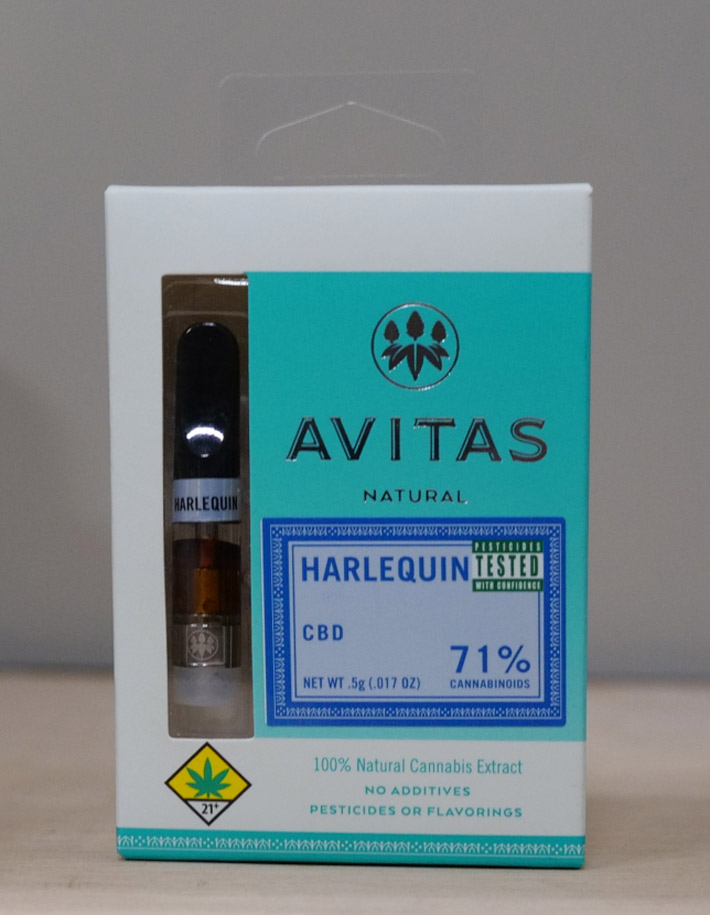 AVITAS
NATURAL
HARLEQUIN
HARLEQUIN
PESTICIDES
TESTED
WITH CONFIDENCE
CBD
71%
NET WT .5g (.017 OZ)
CANNABINOIDS
100% Natural Cannabis Extract
NO ADDITIVES
PESTICIDES OR FLAVORINGS
21+